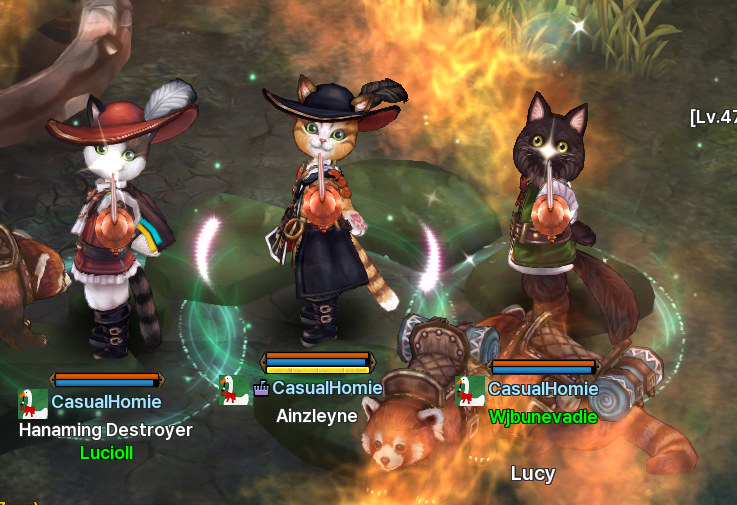 [Lv.47
CasualHomie
Hanaming Destroyer
Lucioll
CasualHomie
Ainzleyne
CasualHomie
Wjbunevadie
Lucy